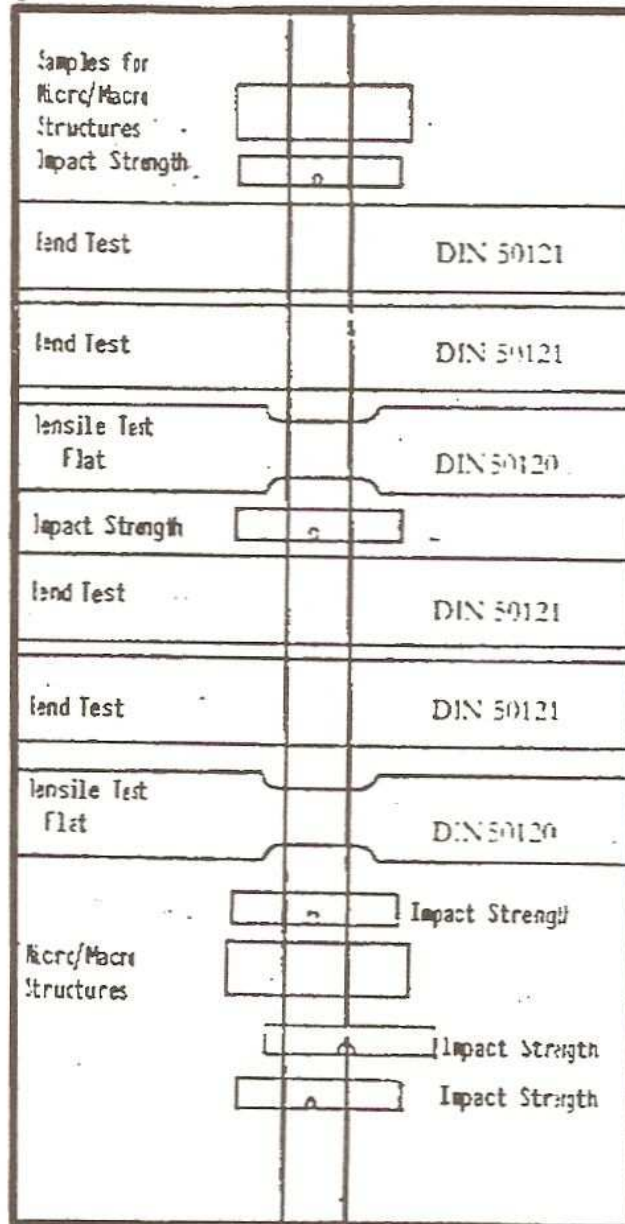 Samples for
Micro/Macro
Structures
Impact Strength
Bend Test DIN 50121
Bend Test DIN 50121
Tensile Test
Flat DIN 50120
Impact Strength
Bend Test DIN 50121
Bend Test DIN 50121
Tensile Test
Flat DIN 50120
Impact Strength
Micro/Macro
Structures
Impact Strength
Impact Strength